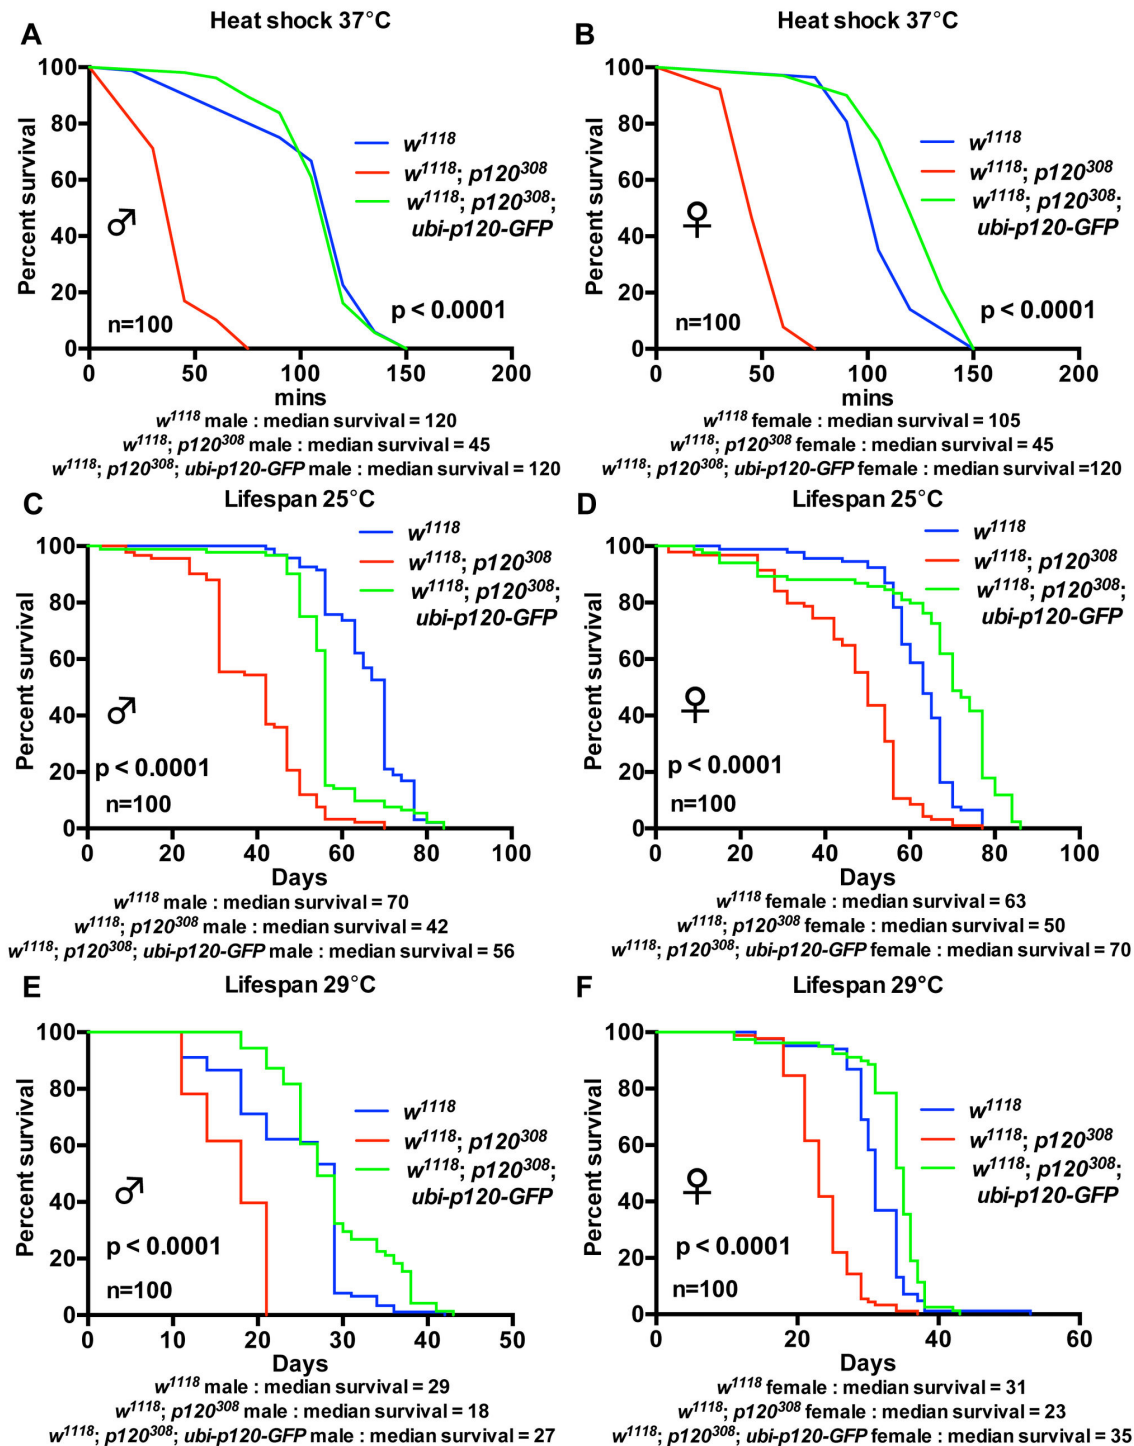 A
Heat shock 37°C
Percent survival
100
80
60
40
20
0
w1118
w1118; p120308
w1118; p120308;
ubi-p120-GFP
♂
n=100
p < 0.0001
0 50 100 150 200
mins
w1118 male : median survival = 120
w1118; p120308 male : median survival = 45
w1118; p120308; ubi-p120-GFP male : median survival = 120
B
Heat shock 37°C
Percent survival
100
80
60
40
20
0
w1118
w1118; p120308
w1118; p120308;
ubi-p120-GFP
♀
n=100
p < 0.0001
0 50 100 150 200
mins
w1118 female : median survival = 105
w1118; p120308 female : median survival = 45
w1118; p120308; ubi-p120-GFP female : median survival =120
C
Lifespan 25°C
Percent survival
100
80
60
40
20
0
w1118
w1118; p120308
w1118; p120308;
ubi-p120-GFP
♂
p < 0.0001
n=100
0 20 40 60 80 100
Days
w1118 male : median survival = 70
w1118; p120308 male : median survival = 42
w1118; p120308; ubi-p120-GFP male : median survival = 56
D
Lifespan 25°C
Percent survival
100
80
60
40
20
0
w1118
w1118; p120308
w1118; p120308;
ubi-p120-GFP
♀
p < 0.0001
n=100
0 20 40 60 80 100
Days
w1118 female : median survival = 63
w1118; p120308 female : median survival = 50
w1118; p120308; ubi-p120-GFP female : median survival = 70
E
Lifespan 29°C
Percent survival
100
80
60
40
20
0
w1118
w1118; p120308
w1118; p120308;
ubi-p120-GFP
♂
p < 0.0001
n=100
0 10 20 30 40 50
Days
w1118 male : median survival = 29
w1118; p120308 male : median survival = 18
w1118; p120308; ubi-p120-GFP male : median survival = 27
F
Lifespan 29°C
Percent survival
100
80
60
40
20
0
w1118
w1118; p120308
w1118; p120308;
ubi-p120-GFP
♀
p < 0.0001
n=100
0 20 40 60
Days
w1118 female : median survival = 31
w1118; p120308 female : median survival = 23
w1118; p120308; ubi-p120-GFP female : median survival = 35